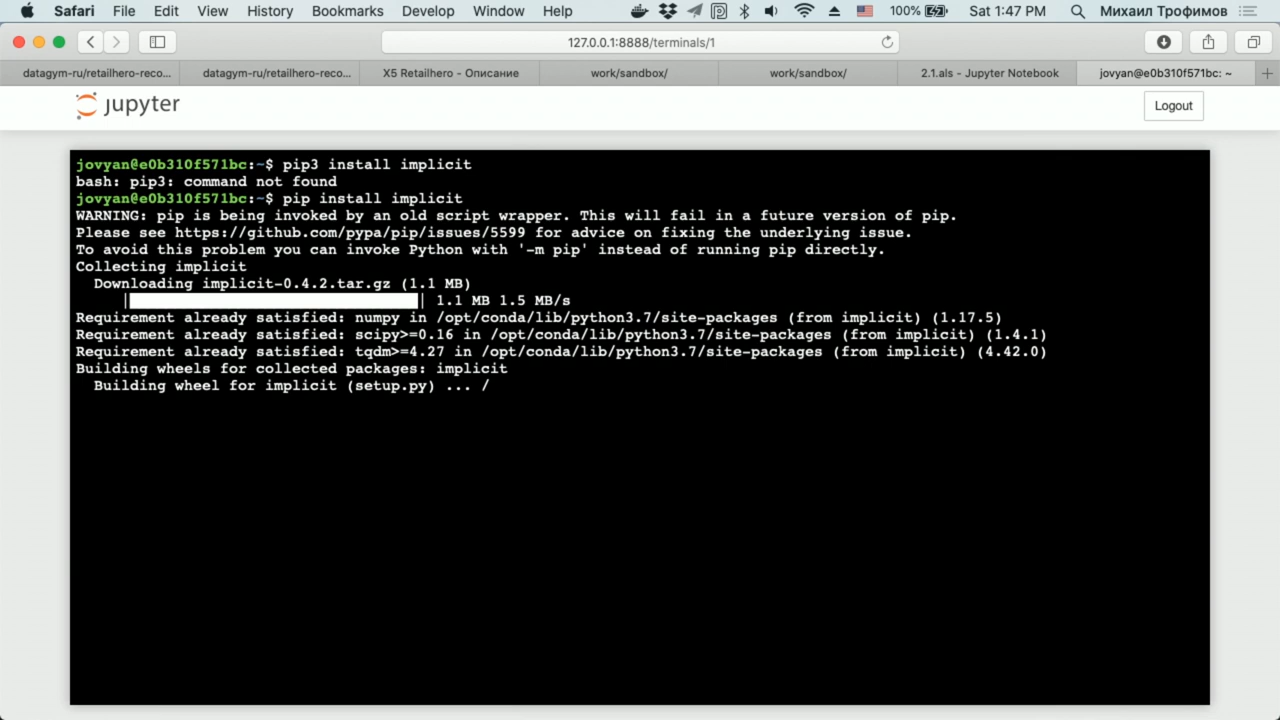 Safari File Edit View History Bookmarks Develop Window Help 100% Sat 1:47 PM Михаил Трофимов
127.0.0.1:8888/terminals/1
datagym-ru/retailhero-reco... datagym-ru/retailhero-reco... X5 Retailhero - Описание work/sandbox/ work/sandbox/ 2.1.als - Jupyter Notebook jovyan@e0b310f571bc: ~
jupyter Logout
jovyan@e0b310f571bc:~$ pip3 install implicit
bash: pip3: command not found
jovyan@e0b310f571bc:~$ pip install implicit
WARNING: pip is being invoked by an old script wrapper. This will fail in a future version of pip.
Please see https://github.com/pypa/pip/issues/5599 for advice on fixing the underlying issue.
To avoid this problem you can invoke Python with '-m pip' instead of running pip directly.
Collecting implicit
Downloading implicit-0.4.2.tar.gz (1.1 MB)
| | 1.1 MB 1.5 MB/s
Requirement already satisfied: numpy in /opt/conda/lib/python3.7/site-packages (from implicit) (1.17.5)
Requirement already satisfied: scipy>=0.16 in /opt/conda/lib/python3.7/site-packages (from implicit) (1.4.1)
Requirement already satisfied: tqdm>=4.27 in /opt/conda/lib/python3.7/site-packages (from implicit) (4.42.0)
Building wheels for collected packages: implicit
Building wheel for implicit (setup.py) ... /